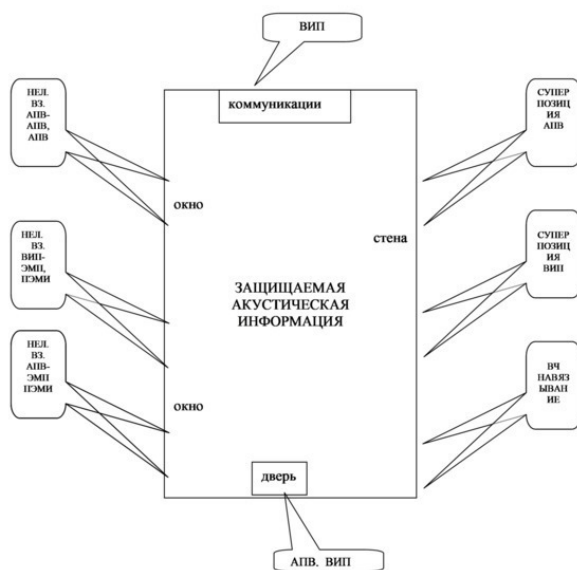 ВИП
коммуникации
НЕЛ.
ВЗ.
АПВ-
АПВ,
АПВ
СУПЕР
ПОЗИЦ
ИЯ
АПВ
окно
стена
НЕЛ.
ВЗ.
ВИП-
ЭМП,
ПЭМИ
СУПЕР
ПОЗИЦ
ИЯ
ВИП
ЗАЩИЩАЕМАЯ
АКУСТИЧЕСКАЯ
ИНФОРМАЦИЯ
НЕЛ.
ВЗ.
АПВ-
ЭМП
ПЭМИ
ВЧ
НАВЯЗ
ЫВАН
ИЕ
окно
дверь
АПВ. ВИП